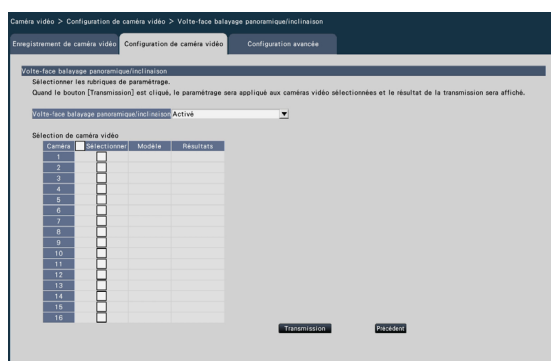 Caméra vidéo > Configuration de caméra vidéo > Volte-face balayage panoramique/inclinaison
Enregistrement de caméra vidéo Configuration de caméra vidéo Configuration avancée
Volte-face balayage panoramique/inclinaison
Sélectionner les rubriques de paramétrage.
Quand le bouton [Transmission] est cliqué, le paramétrage sera appliqué aux caméras vidéo sélectionnées et le résultat de la transmission sera affiché.
Volte-face balayage panoramique/inclinaison Activé
Sélection de caméra vidéo
Caméra Sélectionner Modèle Résultats
1
2
3
4
5
6
7
8
9
10
11
12
13
14
15
16
Transmission Précédent